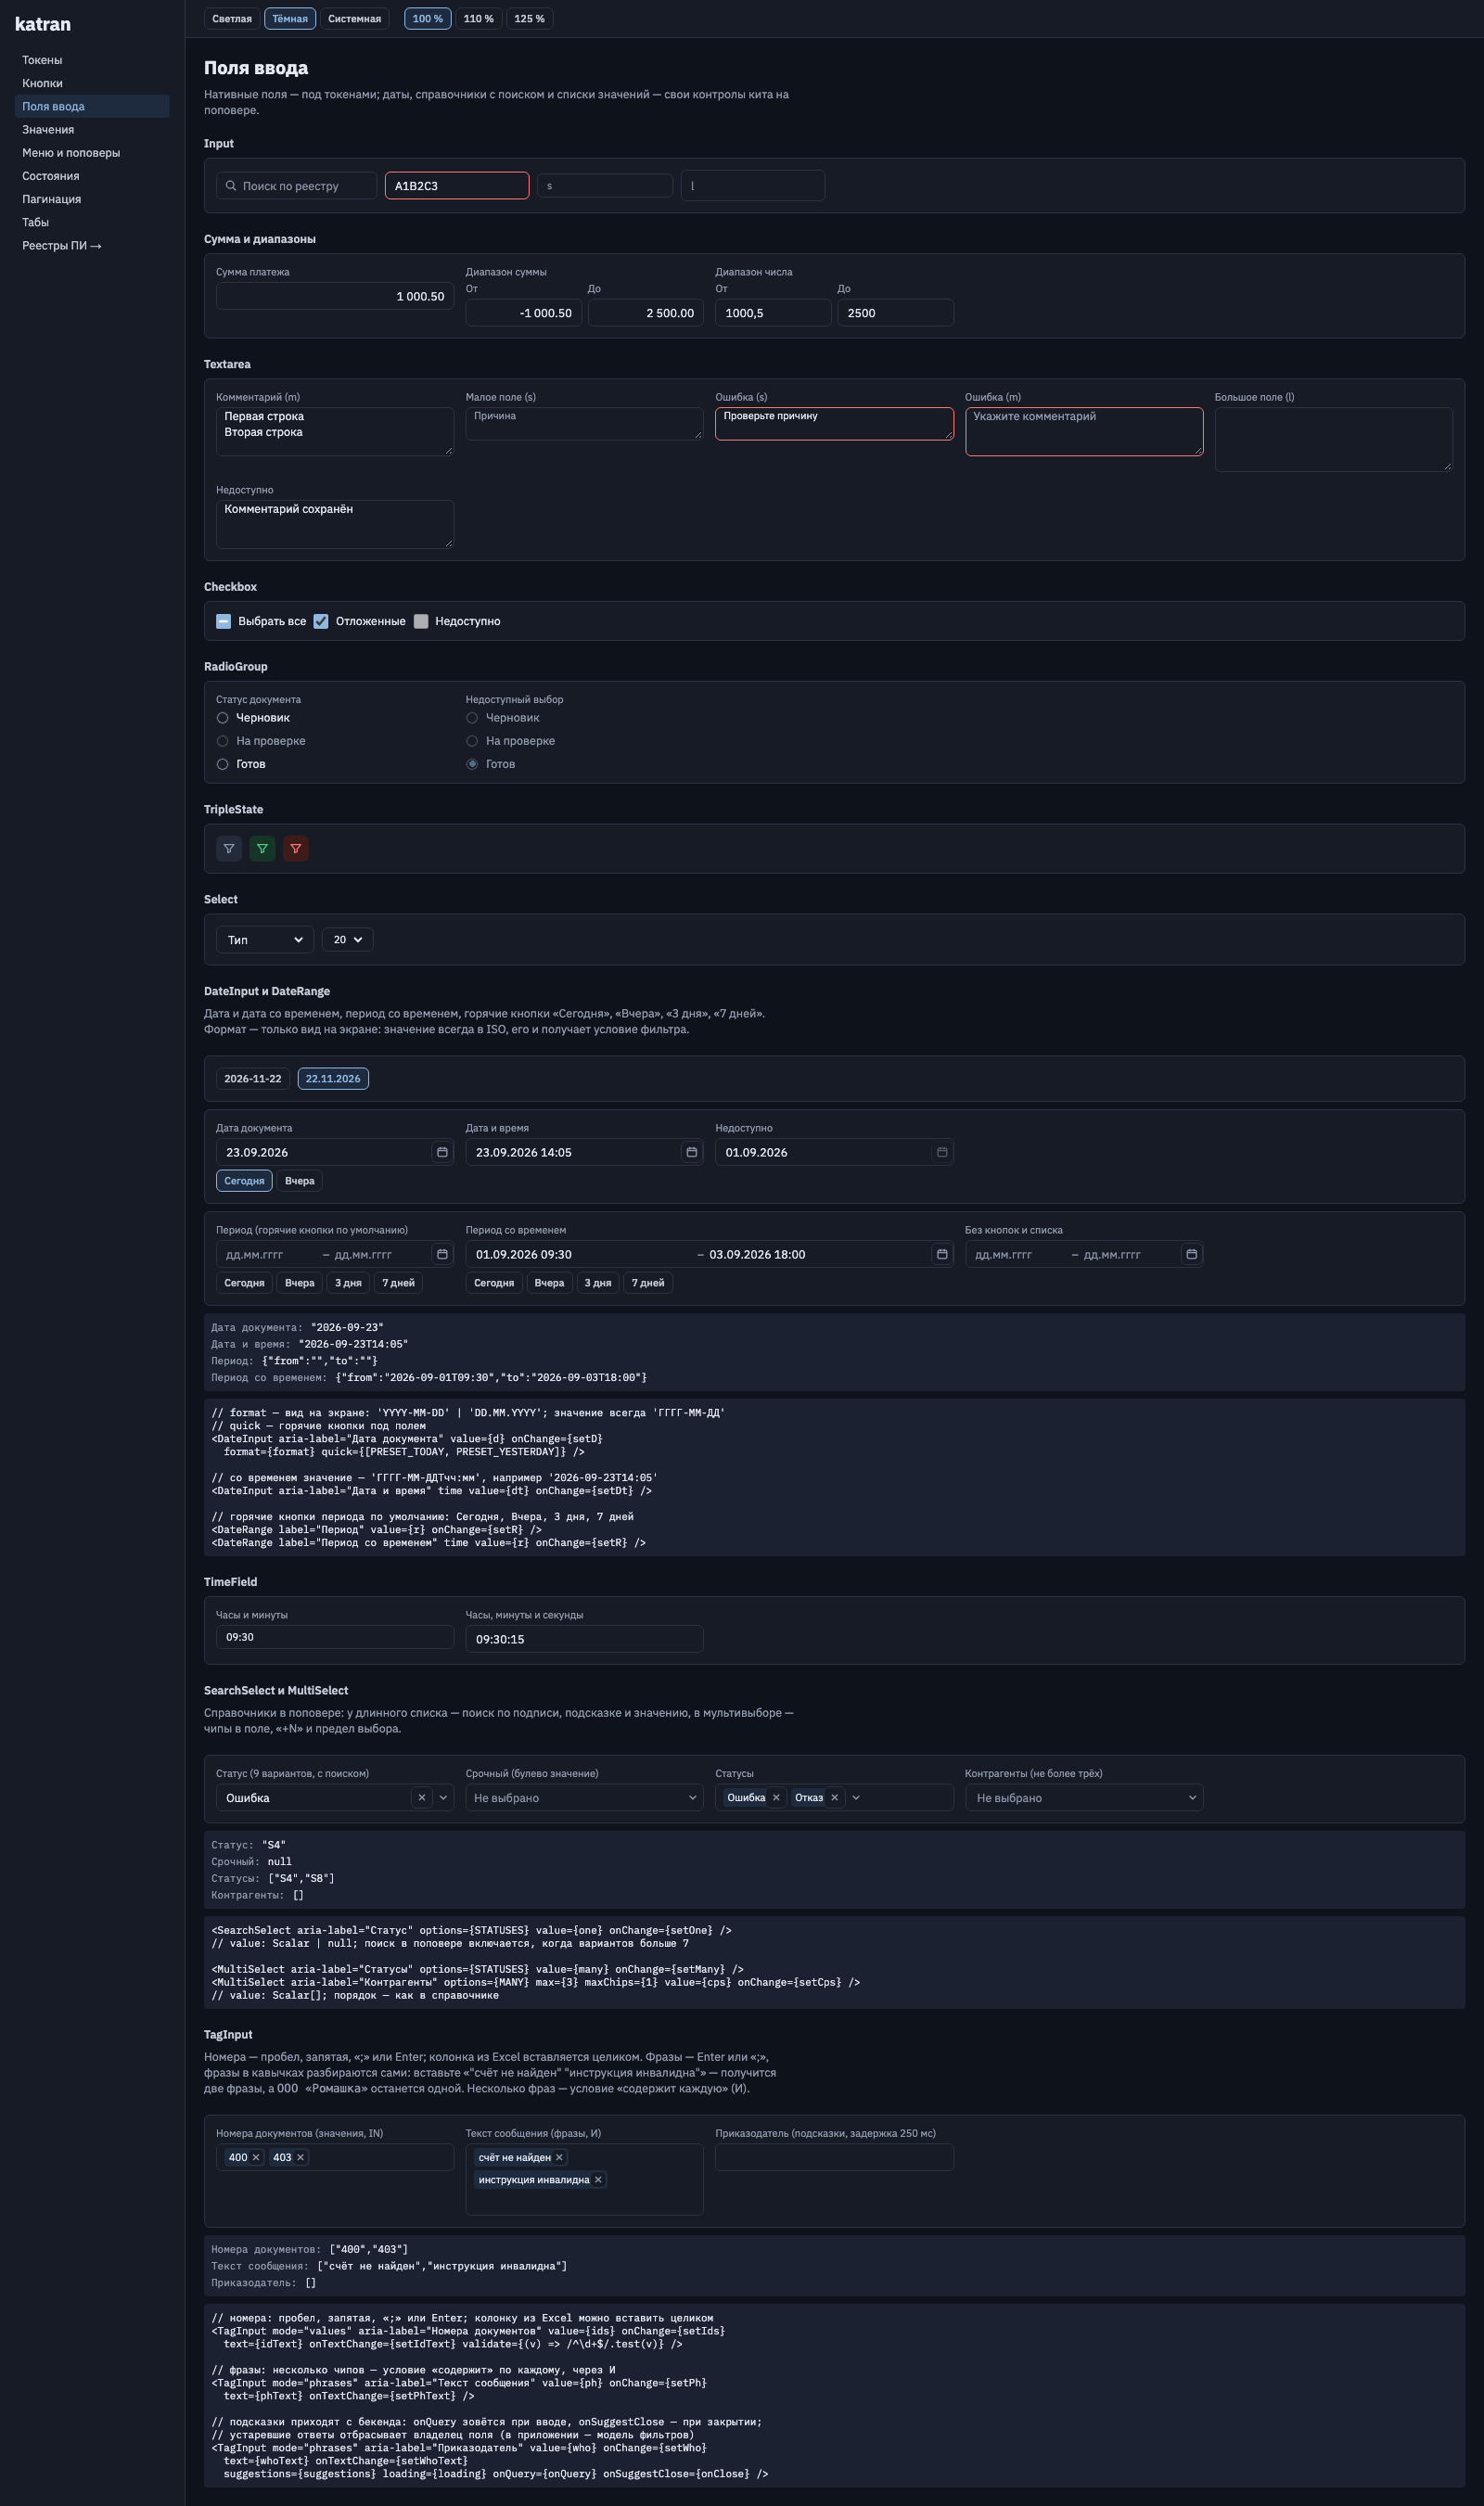 katran
Токены
Кнопки
Поля ввода
Значения
Меню и поповеры
Состояния
Пагинация
Табы
Реестры ПИ →
Светлая Тёмная Системная 100 % 110 % 125 %
Поля ввода
Нативные поля — под токенами; даты, справочники с поиском и списки значений — свои контролы кита на
поповере.
Input
Поиск по реестру A1B2C3 s l
Сумма и диапазоны
Сумма платежа Диапазон суммы Диапазон числа
От До От До
1 000.50 -1 000.50 2 500.00 1000,5 2500
Textarea
Комментарий (m) Малое поле (s) Ошибка (s) Ошибка (m) Большое поле (l)
Первая строка Причина Проверьте причину Укажите комментарий
Вторая строка
Недоступно
Комментарий сохранён
Checkbox
Выбрать все Отложенные Недоступно
RadioGroup
Статус документа Недоступный выбор
Черновик Черновик
На проверке На проверке
Готов Готов
TripleState
Select
Тип 20
DateInput и DateRange
Дата и дата со временем, период со временем, горячие кнопки «Сегодня», «Вчера», «3 дня», «7 дней».
Формат — только вид на экране: значение всегда в ISO, его и получает условие фильтра.
2026-11-22 22.11.2026
Дата документа Дата и время Недоступно
23.09.2026 23.09.2026 14:05 01.09.2026
Сегодня Вчера
Период (горячие кнопки по умолчанию) Период со временем Без кнопок и списка
дд.мм.гггг – дд.мм.гггг 01.09.2026 09:30 – 03.09.2026 18:00 дд.мм.гггг – дд.мм.гггг
Сегодня Вчера 3 дня 7 дней Сегодня Вчера 3 дня 7 дней
Дата документа: "2026-09-23"
Дата и время: "2026-09-23T14:05"
Период: {"from":"","to":""}
Период со временем: {"from":"2026-09-01T09:30","to":"2026-09-03T18:00"}
// format — вид на экране: 'YYYY-MM-DD' | 'DD.MM.YYYY'; значение всегда 'ГГГГ-ММ-ДД'
// quick — горячие кнопки под полем
<DateInput aria-label="Дата документа" value={d} onChange={setD}
format={format} quick={[PRESET_TODAY, PRESET_YESTERDAY]} />
// со временем значение — 'ГГГГ-ММ-ДДTчч:мм', например '2026-09-23T14:05'
<DateInput aria-label="Дата и время" time value={dt} onChange={setDt} />
// горячие кнопки периода по умолчанию: Сегодня, Вчера, 3 дня, 7 дней
<DateRange label="Период" value={r} onChange={setR} />
<DateRange label="Период со временем" time value={r} onChange={setR} />
TimeField
Часы и минуты Часы, минуты и секунды
09:30 09:30:15
SearchSelect и MultiSelect
Справочники в поповере: у длинного списка — поиск по подписи, подсказке и значению, в мультивыборе —
чипы в поле, «+N» и предел выбора.
Статус (9 вариантов, с поиском) Срочный (булево значение) Статусы Контрагенты (не более трёх)
Ошибка Не выбрано Ошибка Отказ Не выбрано
Статус: "S4"
Срочный: null
Статусы: ["S4","S8"]
Контрагенты: []
<SearchSelect aria-label="Статус" options={STATUSES} value={one} onChange={setOne} />
// value: Scalar | null; поиск в поповере включается, когда вариантов больше 7
<MultiSelect aria-label="Статусы" options={STATUSES} value={many} onChange={setMany} />
<MultiSelect aria-label="Контрагенты" options={MANY} max={3} maxChips={1} value={cps} onChange={setCps} />
// value: Scalar[]; порядок — как в справочнике
TagInput
Номера — пробел, запятая, «;» или Enter; колонка из Excel вставляется целиком. Фразы — Enter или «;»,
фразы в кавычках разбираются сами: вставьте «"счёт не найден" "инструкция инвалидна"» — получится
две фразы, а ООО «Ромашка» останется одной. Несколько фраз — условие «содержит каждую» (И).
Номера документов (значения, IN) Текст сообщения (фразы, И) Приказодатель (подсказки, задержка 250 мс)
400 403 счёт не найден
инструкция инвалидна
Номера документов: ["400","403"]
Текст сообщения: ["счёт не найден","инструкция инвалидна"]
Приказодатель: []
// номера: пробел, запятая, «;» или Enter; колонку из Excel можно вставить целиком
<TagInput mode="values" aria-label="Номера документов" value={ids} onChange={setIds}
text={idText} onTextChange={setIdText} validate={(v) => /^\d+$/.test(v)} />
// фразы: несколько чипов — условие «содержит» по каждому, через И
<TagInput mode="phrases" aria-label="Текст сообщения" value={ph} onChange={setPh}
text={phText} onTextChange={setPhText} />
// подсказки приходят с бекенда: onQuery зовётся при вводе, onSuggestClose — при закрытии;
// устаревшие ответы отбрасывает владелец поля (в приложении — модель фильтров)
<TagInput mode="phrases" aria-label="Приказодатель" value={who} onChange={setWho}
text={whoText} onTextChange={setWhoText}
suggestions={suggestions} loading={loading} onQuery={onQuery} onSuggestClose={onClose} />